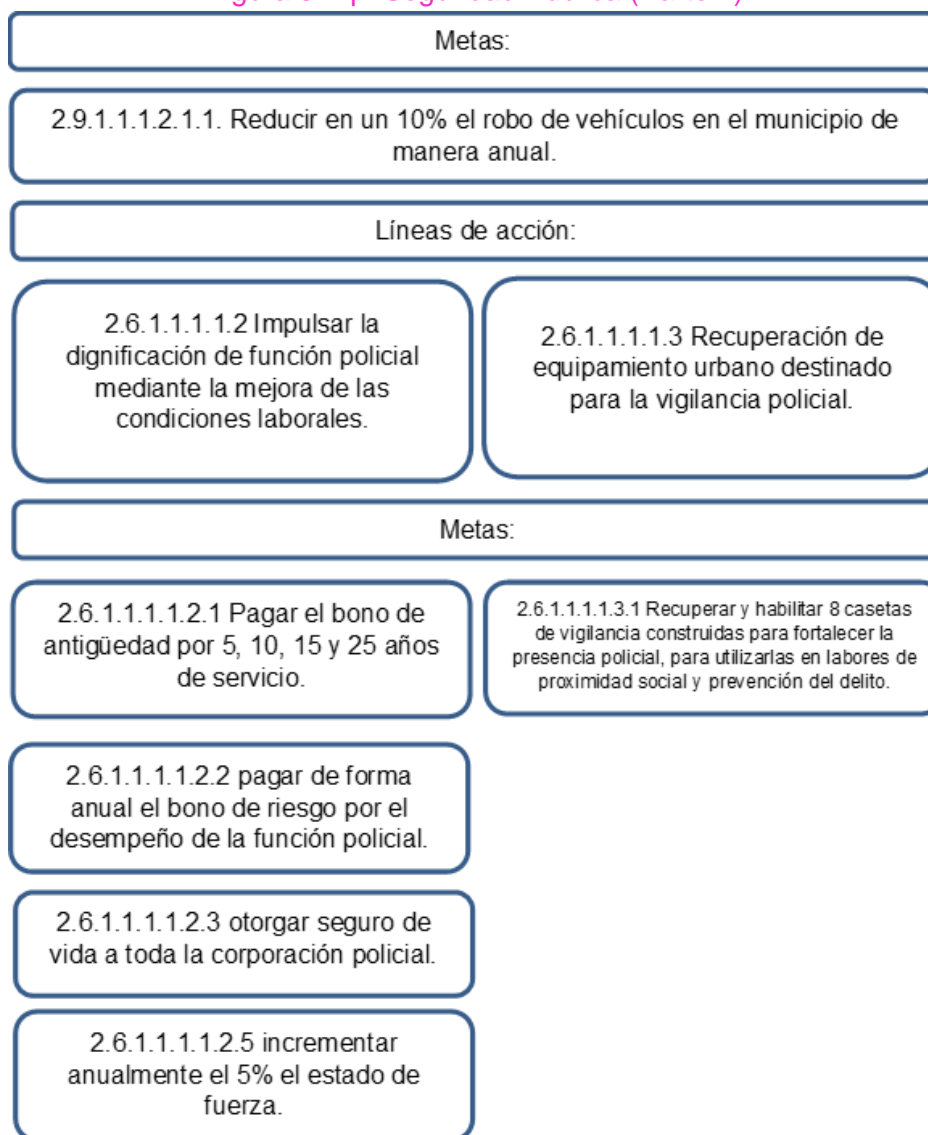 Seguridad
Metas:
2.9.1.1.1.2.1.1. Reducir en un 10% el robo de vehículos en el municipio de
manera anual.
Líneas de acción:
2.6.1.1.1.1.2 Impulsar la
dignificación de función policial
mediante la mejora de las
condiciones laborales.
2.6.1.1.1.1.3 Recuperación de
equipamiento urbano destinado
para la vigilancia policial.
Metas:
2.6.1.1.1.1.2.1 Pagar el bono de
antigüedad por 5, 10, 15 y 25 años
de servicio.
2.6.1.1.1.1.3.1 Recuperar y habilitar 8 casetas
de vigilancia construidas para fortalecer la
presencia policial, para utilizarlas en labores de
proximidad social y prevención del delito.
2.6.1.1.1.1.2.2 pagar de forma
anual el bono de riesgo por el
desempeño de la función policial.
2.6.1.1.1.1.2.3 otorgar seguro de
vida a toda la corporación policial.
2.6.1.1.1.1.2.5 incrementar
anualmente el 5% el estado de
fuerza.